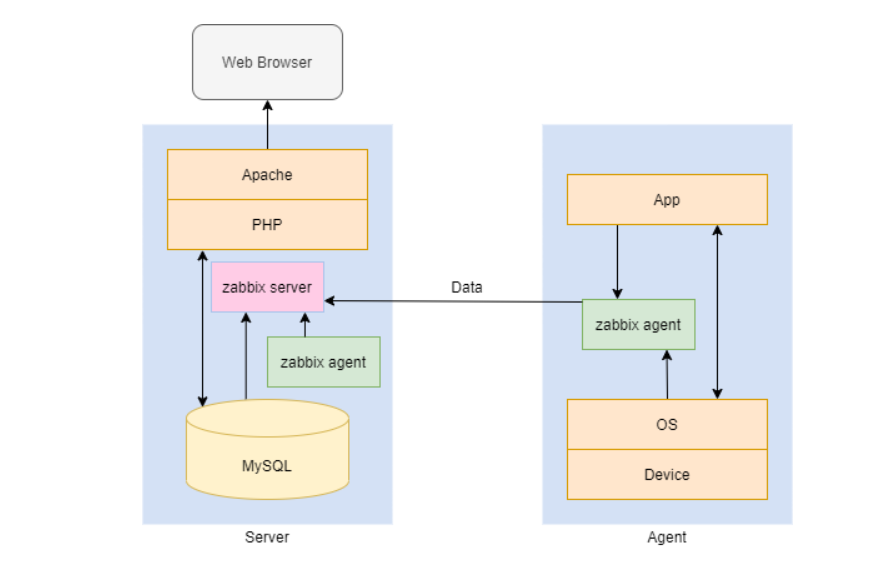 Web Browser
Apache
PHP
zabbix server
zabbix agent
MySQL
Server
Data
App
zabbix agent
OS
Device
Agent